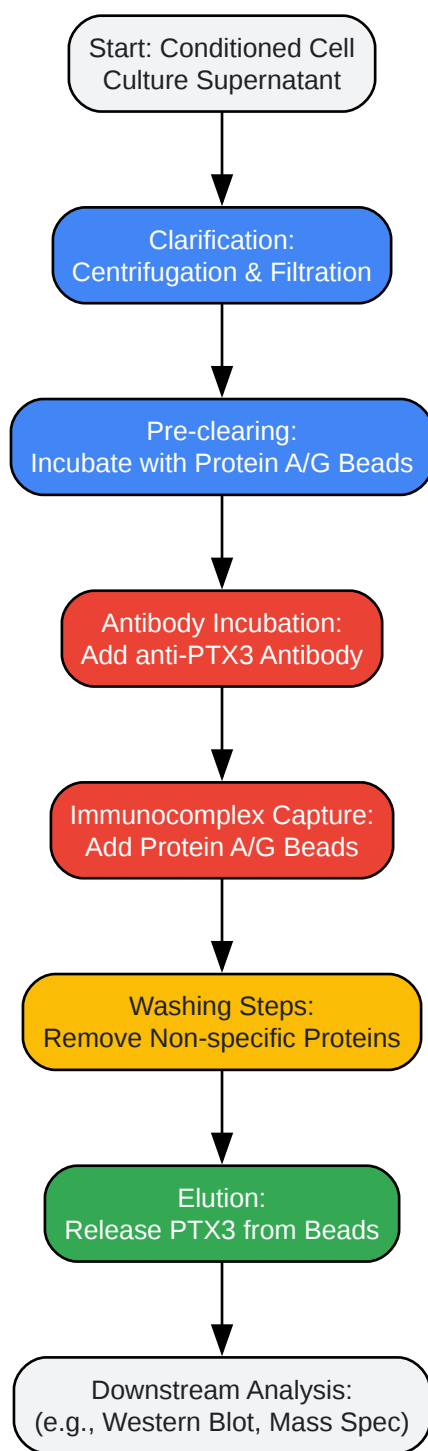 Start: Conditioned Cell
Culture Supernatant
Clarification:
Centrifugation & Filtration
Pre-clearing:
Incubate with Protein A/G Beads
Antibody Incubation:
Add anti-PTX3 Antibody
Immunocomplex Capture:
Add Protein A/G Beads
Washing Steps:
Remove Non-specific Proteins
Elution:
Release PTX3 from Beads
Downstream Analysis:
(e.g., Western Blot, Mass Spec)